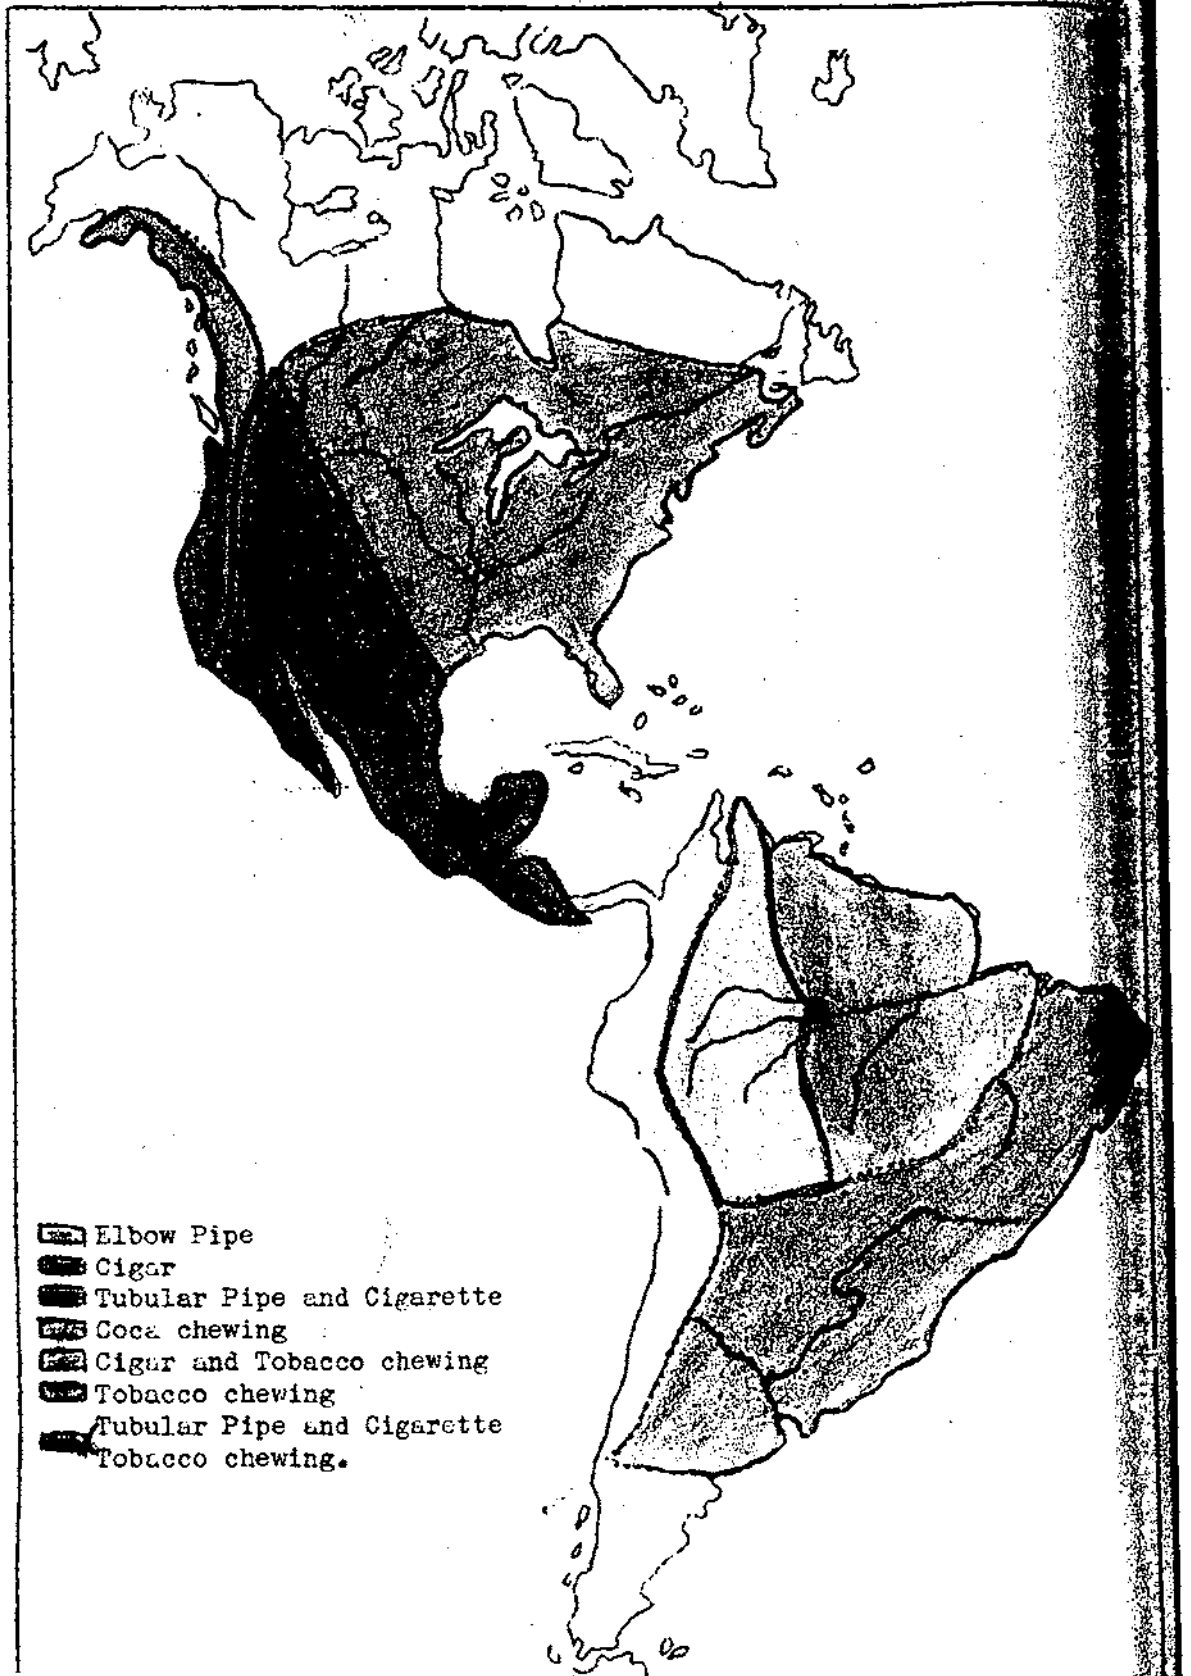 Elbow Pipe
Cigar
Tubular Pipe and Cigarette
Coca chewing
Cigar and Tobacco chewing
Tobacco chewing
Tubular Pipe and Cigarette
Tobacco chewing.